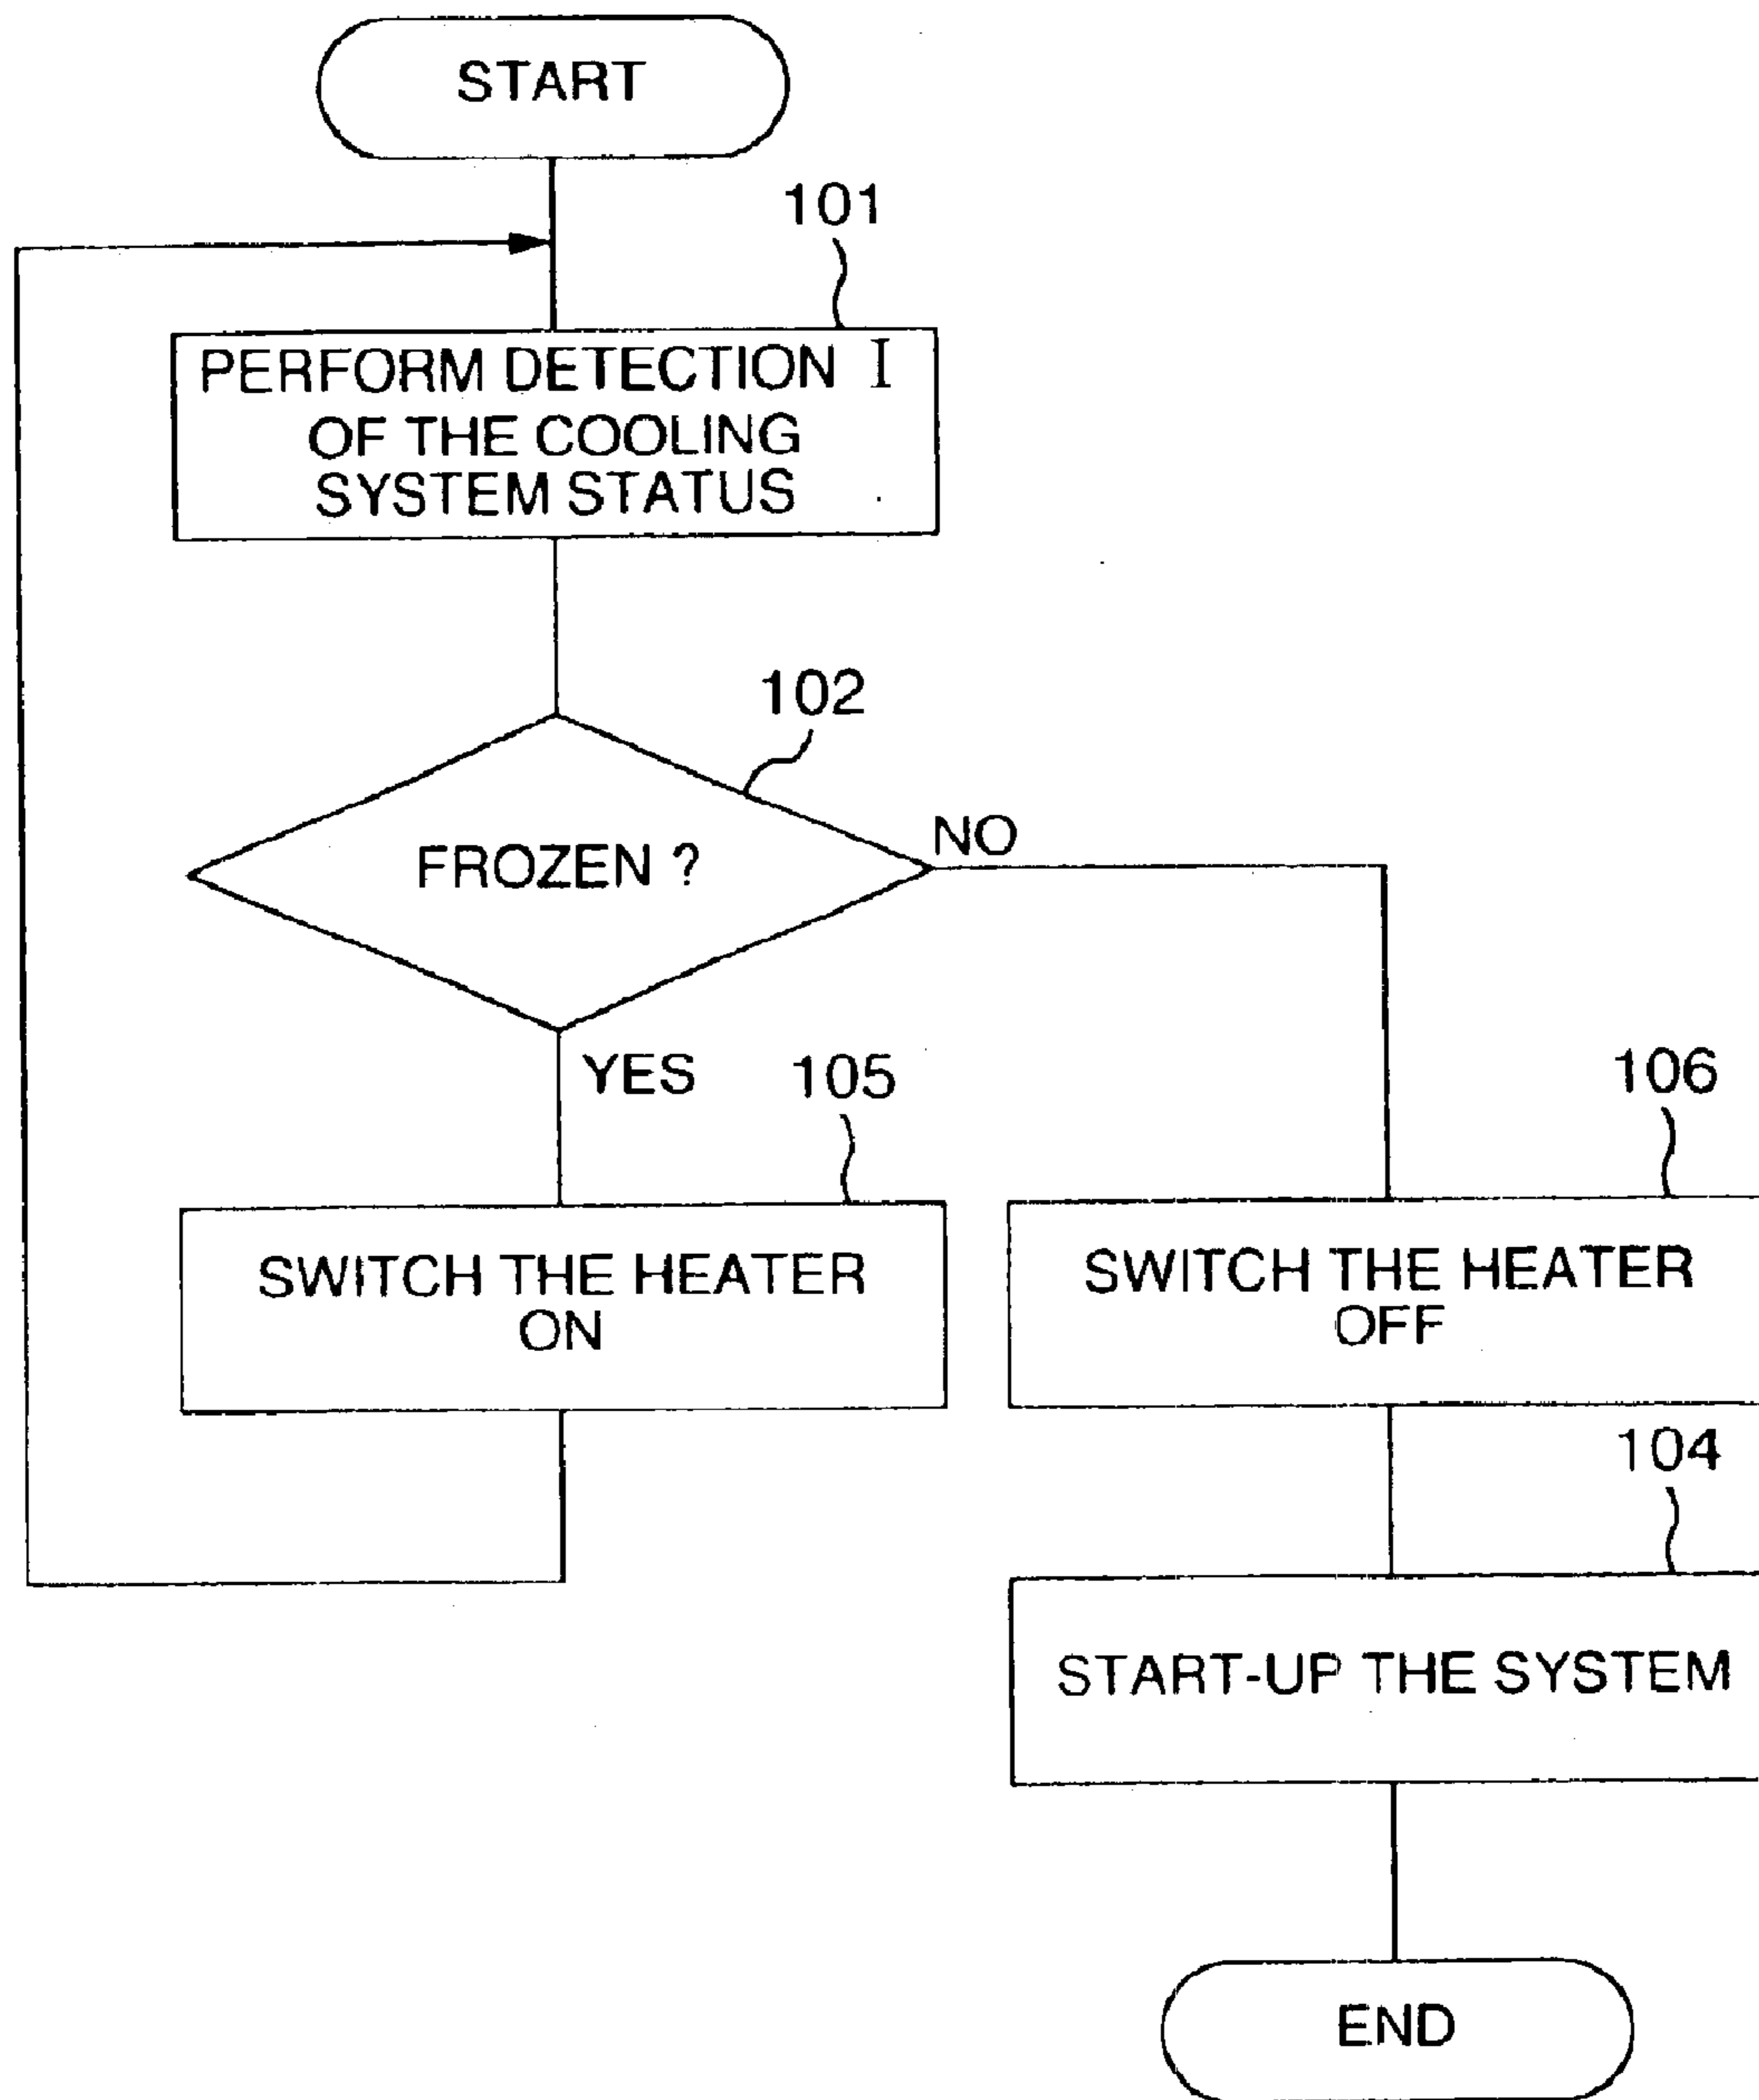 START
101
PERFORM DETECTION I
OF THE COOLING
SYSTEM STATUS
102
FROZEN ?
NO
YES
105
106
SWITCH THE HEATER
ON
SWITCH THE HEATER
OFF
104
START-UP THE SYSTEM
END